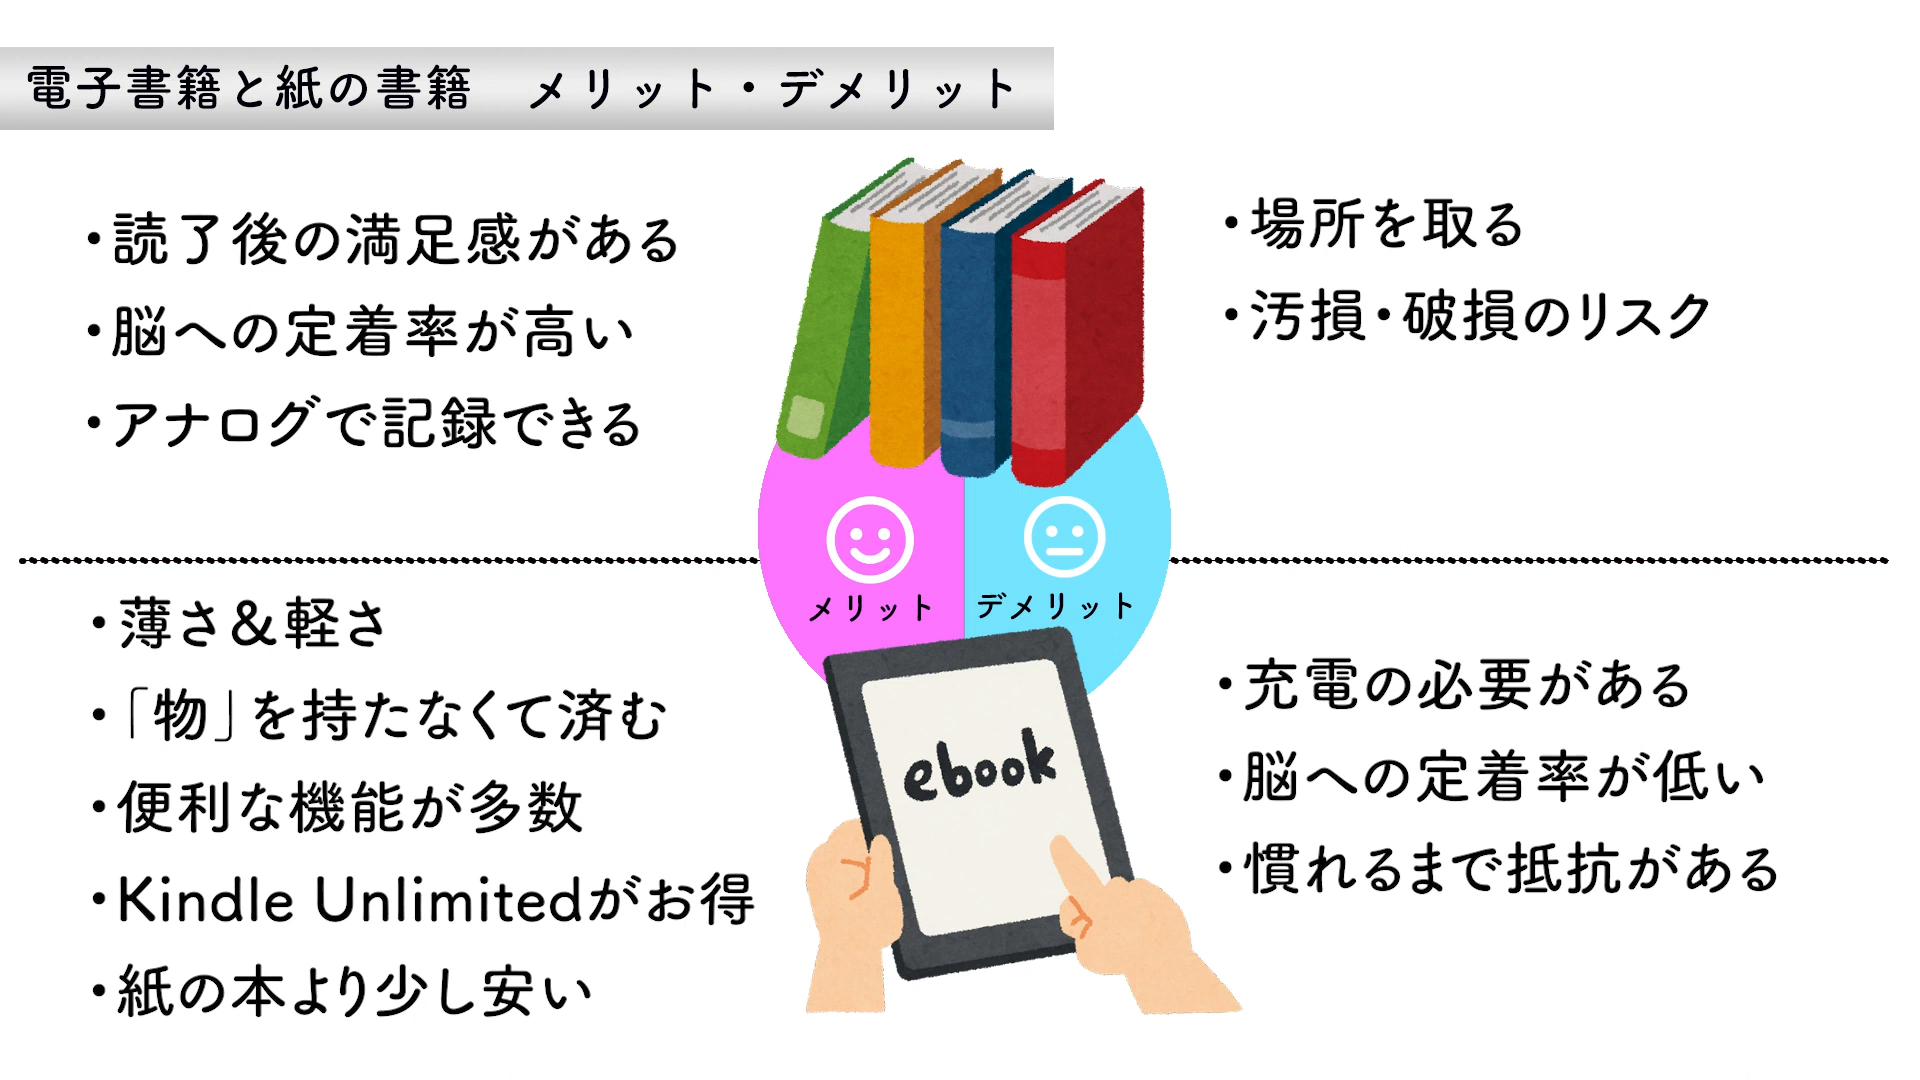 電子書籍と紙の書籍　メリット・デメリット
・読了後の満足感がある
・脳への定着率が高い
・アナログで記録できる
・場所を取る
・汚損・破損のリスク
メリット
デメリット
・薄さ&軽さ
・「物」を持たなくて済む
・便利な機能が多数
・Kindle Unlimitedがお得
・紙の本より少し安い
ebook
・充電の必要がある
・脳への定着率が低い
・慣れるまで抵抗がある